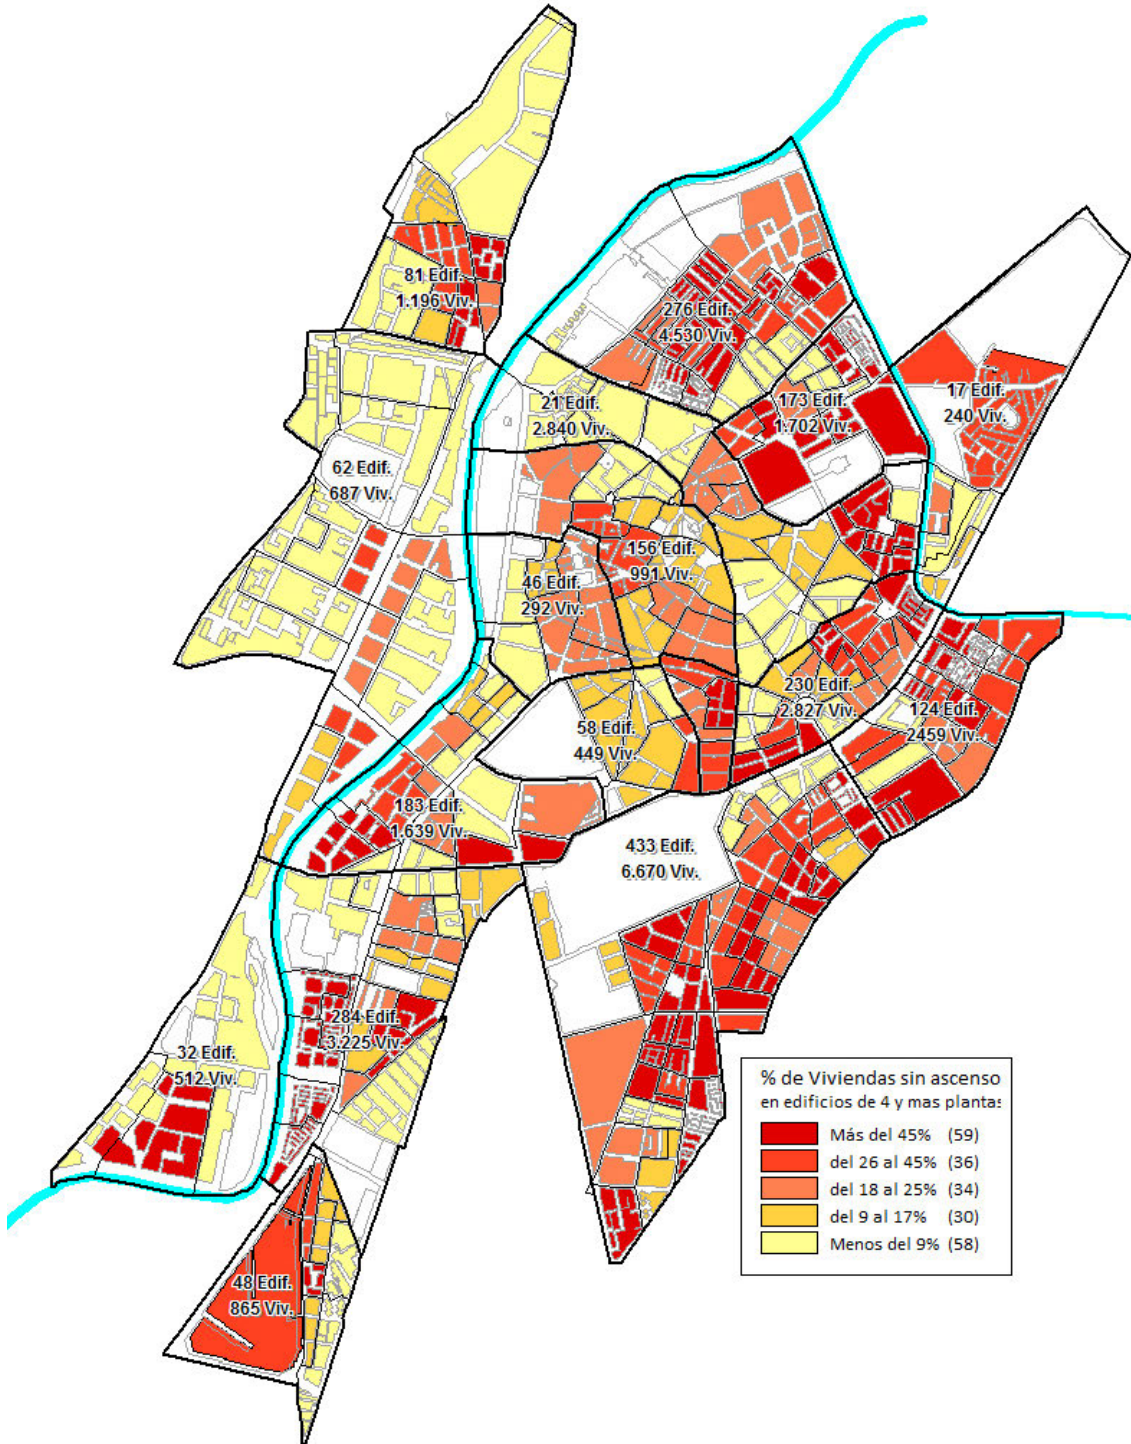 81 Edif.
1.196 Viv.
276 Edif.
4.530 Viv.
21 Edif.
2.840 Viv.
173 Edif.
1.702 Viv.
17 Edif.
240 Viv.
62 Edif.
687 Viv.
156 Edif.
991 Viv.
46 Edif.
292 Viv.
230 Edif.
2.827 Viv.
124 Edif.
2459 Viv.
58 Edif.
449 Viv.
183 Edif.
1.639 Viv.
433 Edif.
6.670 Viv.
284 Edif.
3.225 Viv.
32 Edif.
512 Viv.
48 Edif.
865 Viv.
% de Viviendas sin ascenso
en edificios de 4 y mas plantas
Más del 45% (59)
del 26 al 45% (36)
del 18 al 25% (34)
del 9 al 17% (30)
Menos del 9% (58)